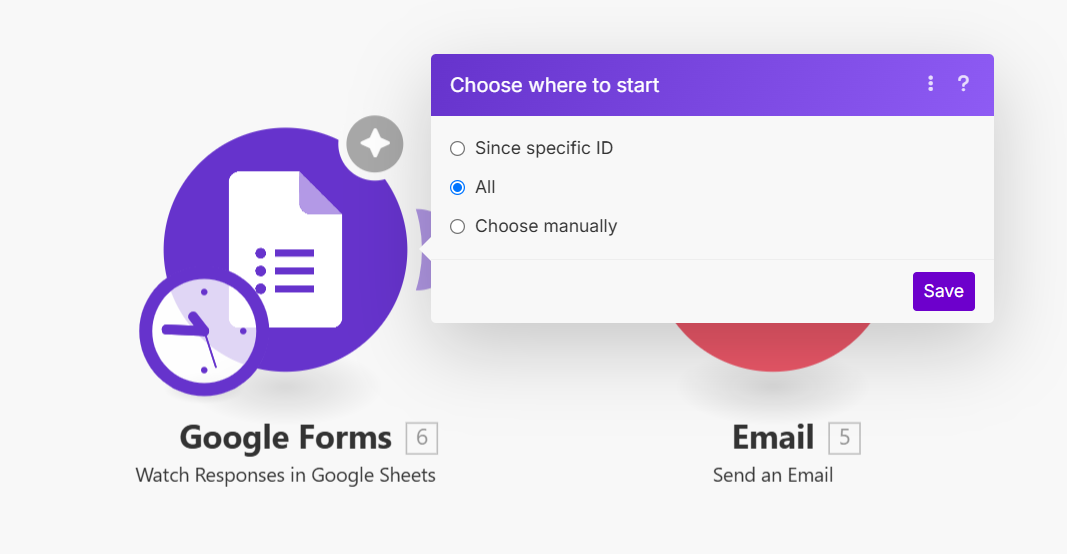 Choose where to start
?
Since specific ID
All
Choose manually
Save
Google Forms 6
Watch Responses in Google Sheets
Email 5
Send an Email